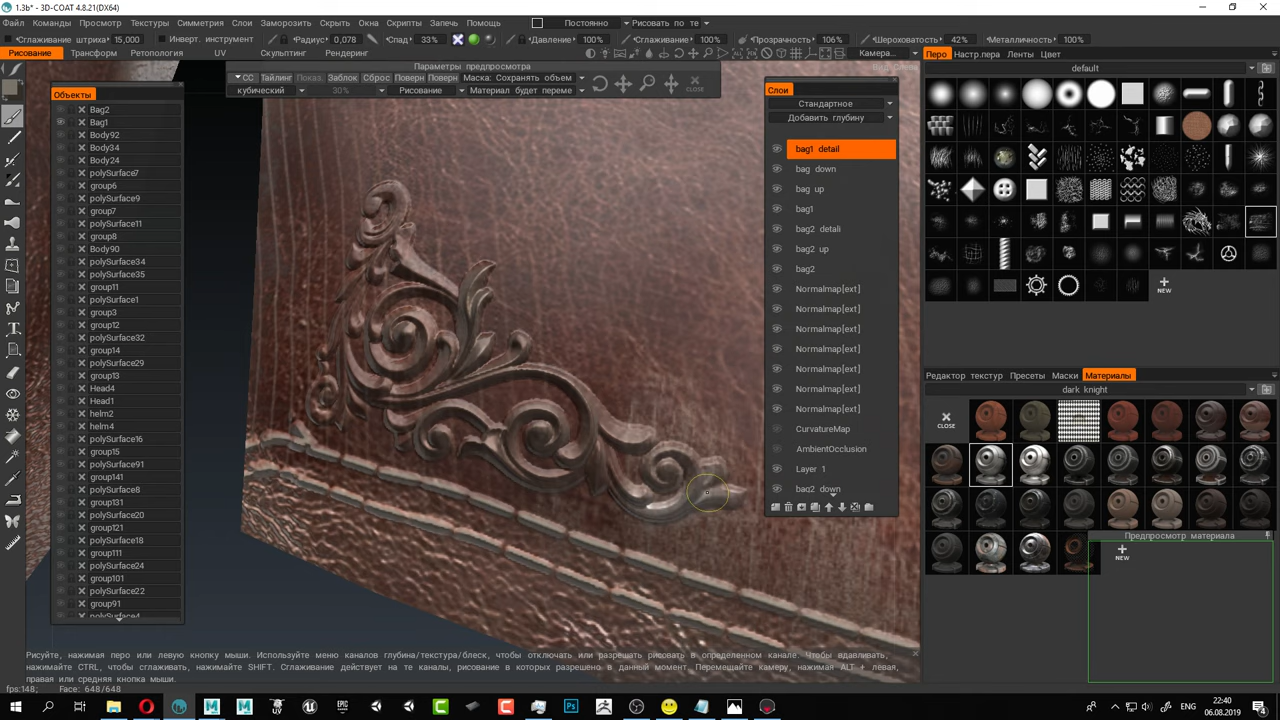 1.3b* - 3D-COAT 4.8.21(DX64)
Файл Команды Просмотр Текстуры Симметрия Слои Заморозить Скрыть Окна Скрипты Запечь Помощь Постоянно Рисовать по те
Сглаживание штриха 15,000 Инверт. инструмент Радиус 0,078 Спад 33% Давление 100% Сглаживание 100% Прозрачность 106% Шероховатость 42% Металличность 100%
Рисование Трансформ Ретопология UV Скульптинг Рендеринг Камера...
Параметры предпросмотра
СС Тайлинг Показ. Заблок Сброс Поверн Поверн Маска: Сохранять объем
кубический 30% Рисование Материал будет переме CLOSE
Объекты
Bag2
Bag1
Body92
Body34
Body24
polySurface7
group6
polySurface9
group7
polySurface11
group8
Body90
polySurface34
polySurface35
group11
polySurface1
group3
group12
polySurface32
group14
polySurface29
group13
Head4
Head1
helm2
helm4
polySurface16
group15
polySurface91
group141
polySurface8
group131
polySurface20
group121
polySurface18
group111
polySurface24
group101
polySurface22
group91
polySurface4
Слои
Стандартное
Добавить глубину
bag1 detail
bag down
bag up
bag1
bag2 detali
bag2 up
bag2
Normalmap[ext]
Normalmap[ext]
Normalmap[ext]
Normalmap[ext]
Normalmap[ext]
Normalmap[ext]
Normalmap[ext]
CurvatureMap
AmbientOcclusion
Layer 1
bag2 down
Перо Настр.пера Ленты Цвет
default
NEW
Редактор текстур Пресеты Маски Материалы
dark knight
CLOSE
Предпросмотр материала
NEW
Рисуйте, нажимая перо или левую кнопку мыши. Используйте меню каналов глубина/текстура/блеск, чтобы отключать или разрешать рисовать в определенном канале. Чтобы вдавливать,
нажимайте CTRL, чтобы сглаживать, нажимайте SHIFT. Сглаживание действует на те каналы, рисование в которых разрешено в данный момент. Перемещайте камеру, нажимая ALT + левая,
правая или средняя кнопка мыши.
fps:148; Face: 648/648
UV EPIC Ps ENG 22:40
06.08.2019